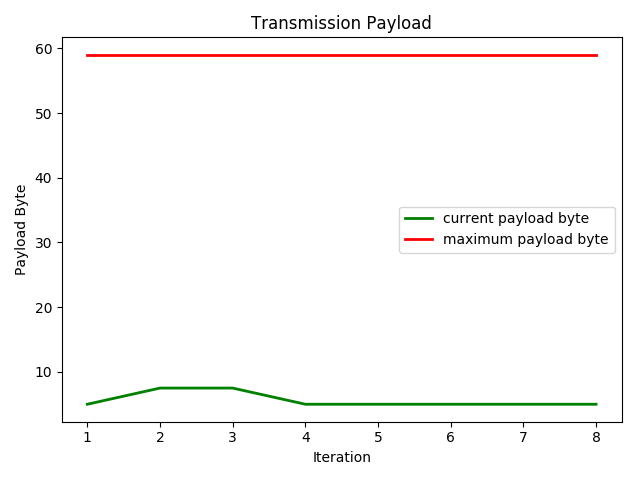 Transmission Payload
60
50
40
30
20
10
Payload Byte
current payload byte
maximum payload byte
1 2 3 4 5 6 7 8
Iteration